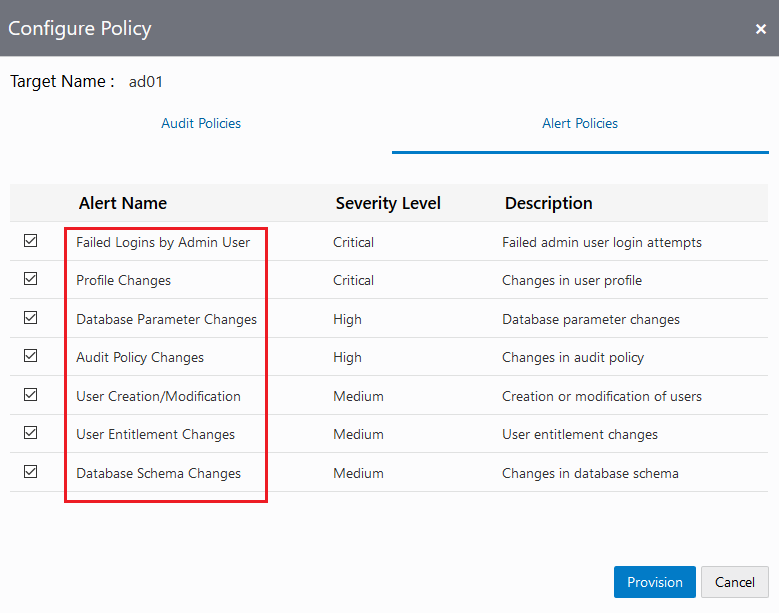 Configure Policy ×
Target Name : ad01
Audit Policies Alert Policies
Alert Name Severity Level Description
Failed Logins by Admin User Critical Failed admin user login attempts
Profile Changes Critical Changes in user profile
Database Parameter Changes High Database parameter changes
Audit Policy Changes High Changes in audit policy
User Creation/Modification Medium Creation or modification of users
User Entitlement Changes Medium User entitlement changes
Database Schema Changes Medium Changes in database schema
Provision Cancel